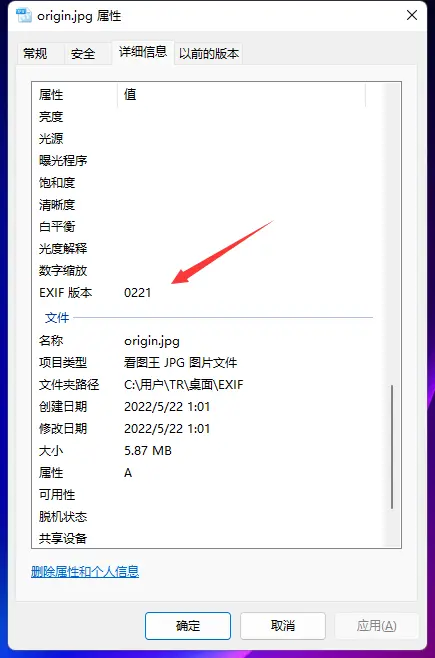 origin.jpg 属性
常规 安全 详细信息 以前的版本
属性 值
亮度
光源
曝光程序
饱和度
清晰度
白平衡
光度解释
数字缩放
EXIF 版本 0221
文件
名称 origin.jpg
项目类型 看图王 JPG 图片文件
文件夹路径 C:\用户\TR\桌面\EXIF
创建日期 2022/5/22 1:01
修改日期 2022/5/22 1:01
大小 5.87 MB
属性 A
可用性
脱机状态
共享设备
删除属性和个人信息
确定 取消 应用(A)